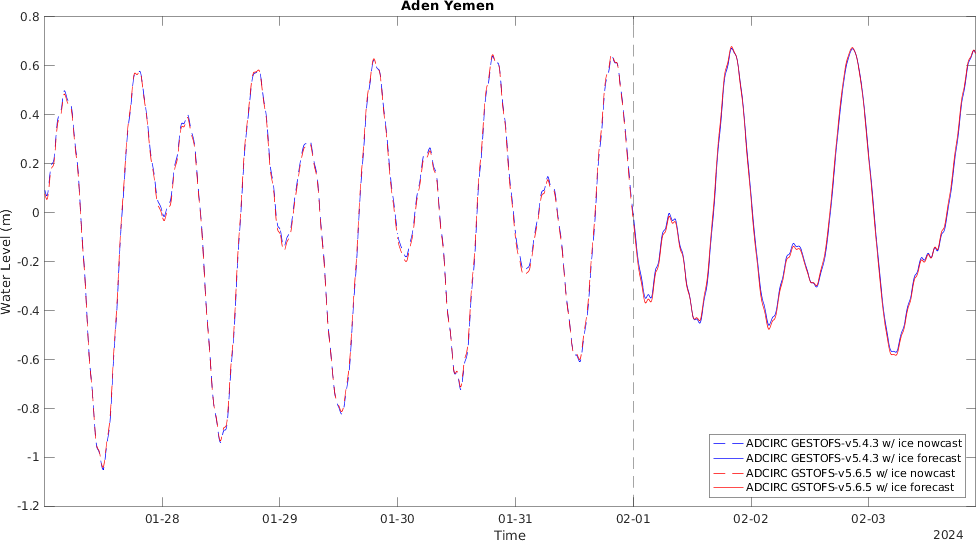 Aden Yemen
0.8
0.6
0.4
0.2
0
-0.2
-0.4
-0.6
-0.8
-1
-1.2
Water Level (m)
01-28
01-29
01-30
01-31
02-01
02-02
02-03
Time
2024
ADCIRC GESTOFS-v5.4.3 w/ ice nowcast
ADCIRC GESTOFS-v5.4.3 w/ ice forecast
ADCIRC GSTOFS-v5.6.5 w/ ice nowcast
ADCIRC GSTOFS-v5.6.5 w/ ice forecast